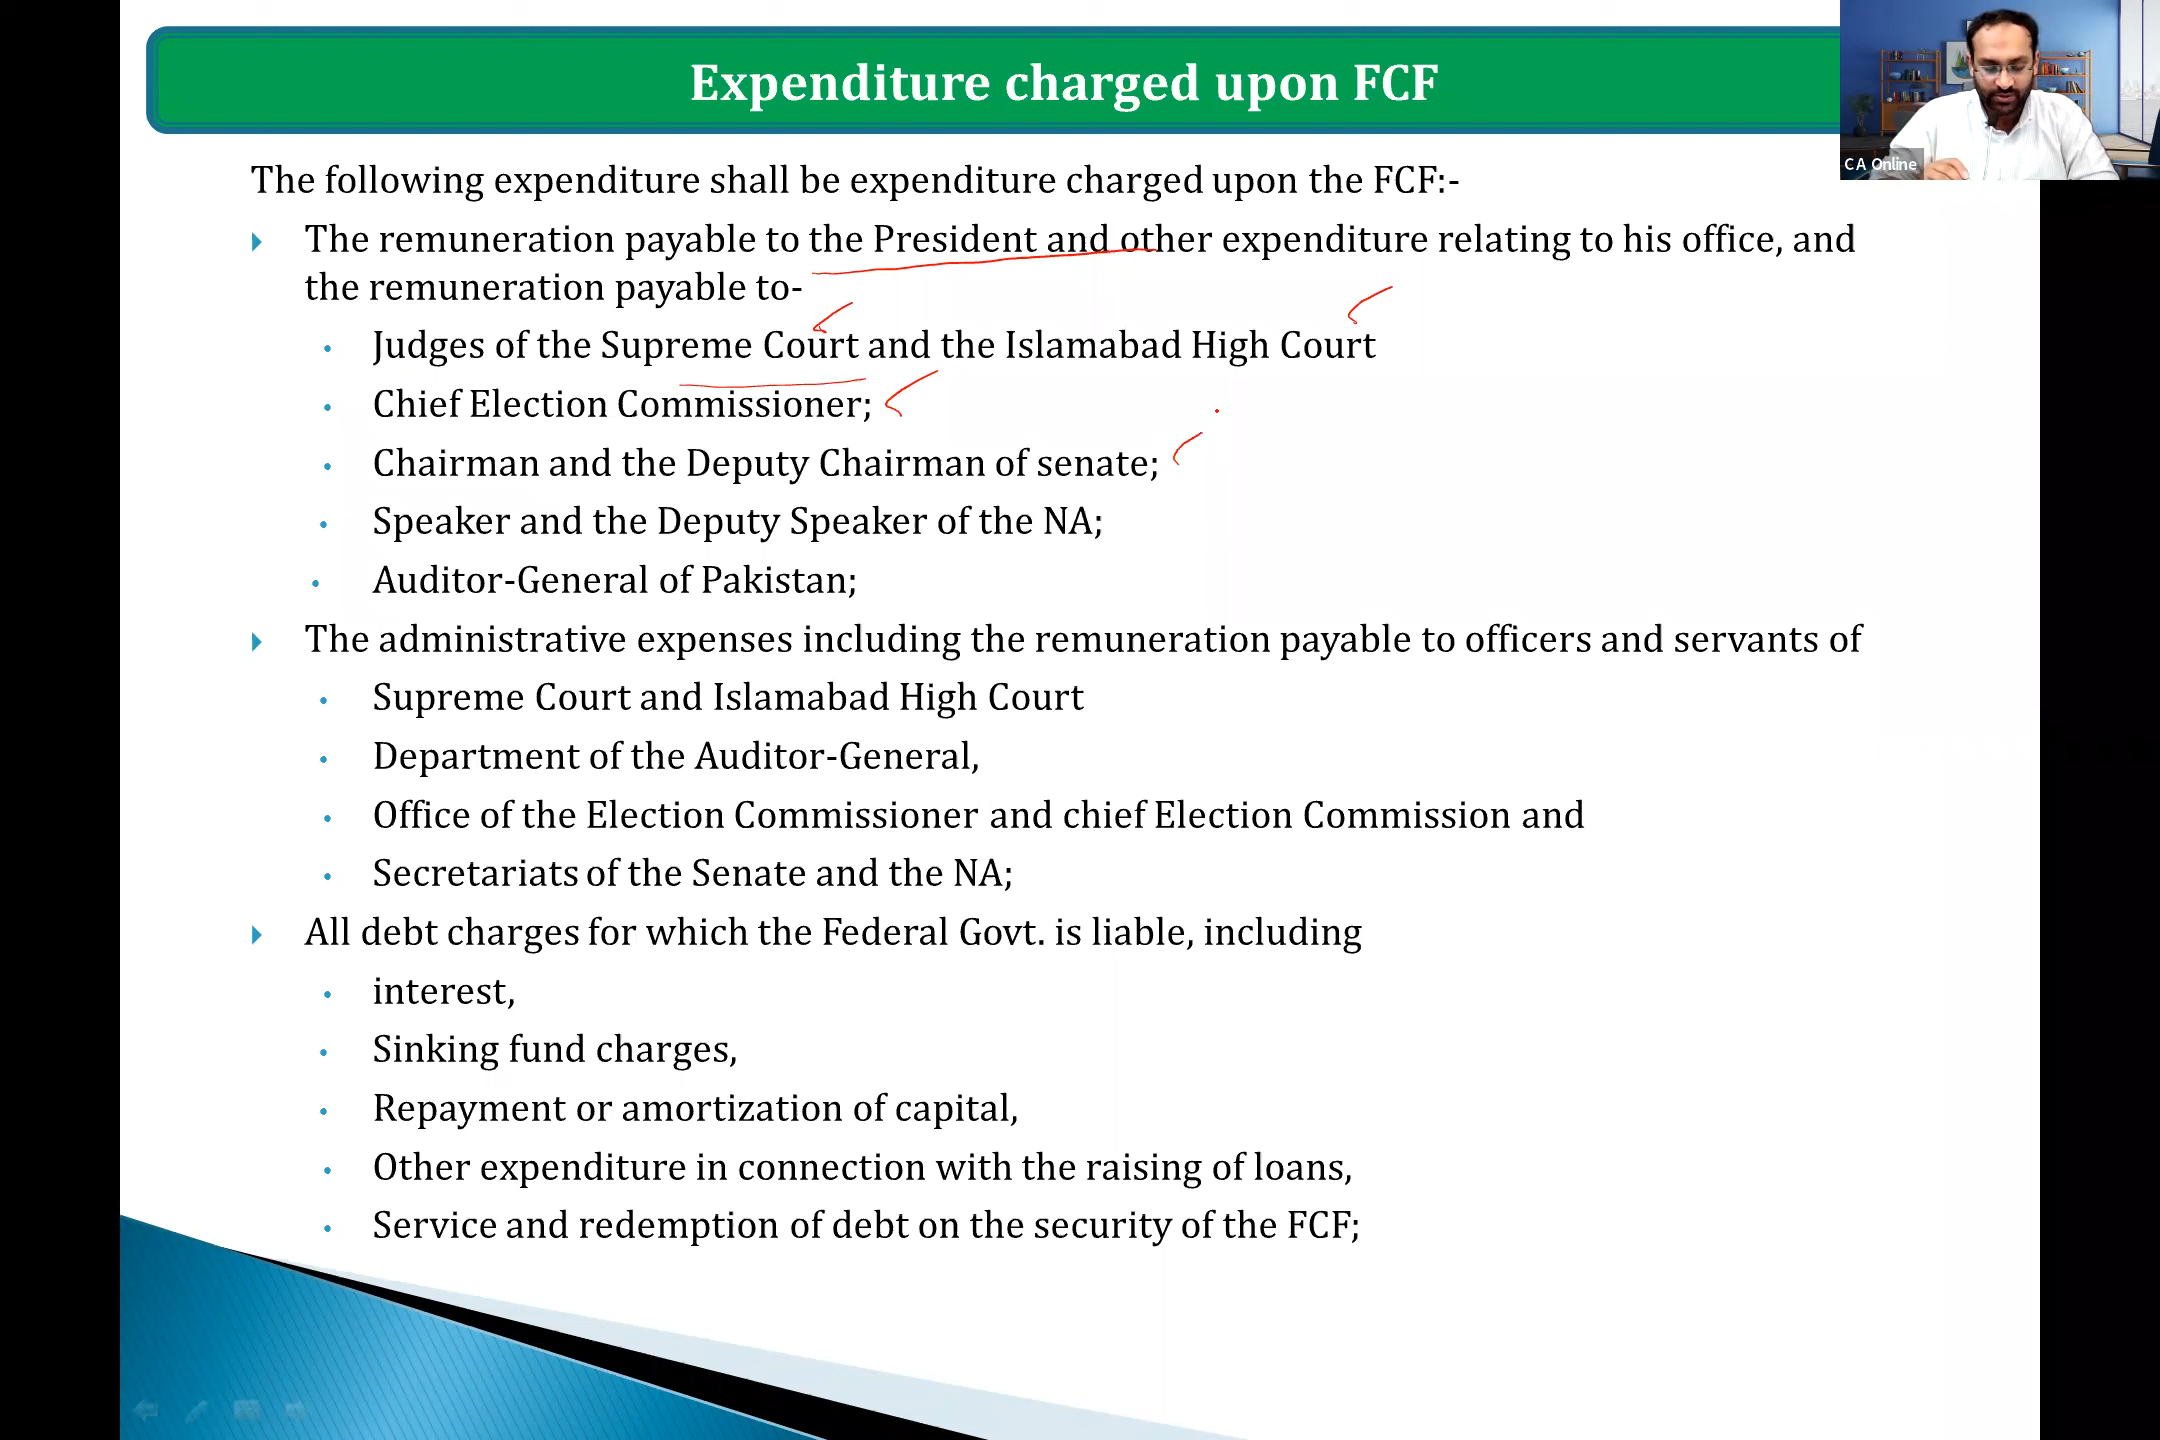 Expenditure charged upon FCF
C A Online
The following expenditure shall be expenditure charged upon the FCF:-
The remuneration payable to the President and other expenditure relating to his office, and
the remuneration payable to-
Judges of the Supreme Court and the Islamabad High Court
Chief Election Commissioner;
Chairman and the Deputy Chairman of senate;
Speaker and the Deputy Speaker of the NA;
Auditor-General of Pakistan;
The administrative expenses including the remuneration payable to officers and servants of
Supreme Court and Islamabad High Court
Department of the Auditor-General,
Office of the Election Commissioner and chief Election Commission and
Secretariats of the Senate and the NA;
All debt charges for which the Federal Govt. is liable, including
interest,
Sinking fund charges,
Repayment or amortization of capital,
Other expenditure in connection with the raising of loans,
Service and redemption of debt on the security of the FCF;